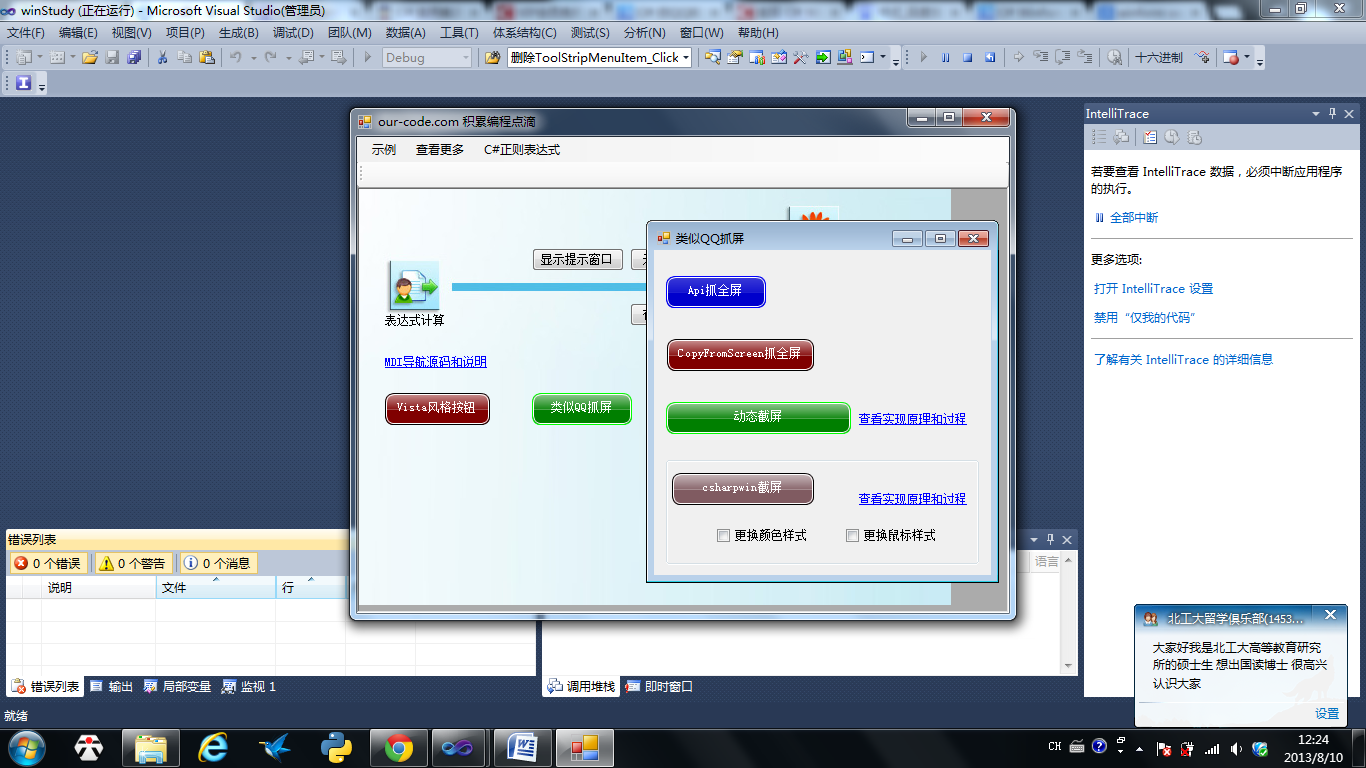 winStudy (正在运行) - Microsoft Visual Studio(管理员)
文件(F) 编辑(E) 视图(V) 项目(P) 生成(B) 调试(D) 团队(M) 数据(A) 工具(T) 体系结构(C) 测试(S) 分析(N) 窗口(W) 帮助(H)
Debug 删除ToolStripMenuItem_Click 十六进制
our-code.com 积累编程点滴
示例 查看更多 C#正则表达式
显示提示窗口
表达式计算
MDI导航源码和说明
Vista风格按钮 类似QQ抓屏
类似QQ抓屏
Api抓全屏
CopyFromScreen抓全屏
动态截屏 查看实现原理和过程
csharpwin截屏 查看实现原理和过程
更换颜色样式 更换鼠标样式
IntelliTrace
若要查看 IntelliTrace 数据，必须中断应用程序
的执行。
全部中断
更多选项:
打开 IntelliTrace 设置
禁用“仅我的代码”
了解有关 IntelliTrace 的详细信息
错误列表
0 个错误 0 个警告 0 个消息
说明 文件 行
语言
错误列表 输出 局部变量 监视 1
调用堆栈 即时窗口
就绪
北工大留学俱乐部(1453...
大家好我是北工大高等教育研究
所的硕士生 想出国读博士 很高兴
认识大家
设置
CH
12:24
2013/8/10